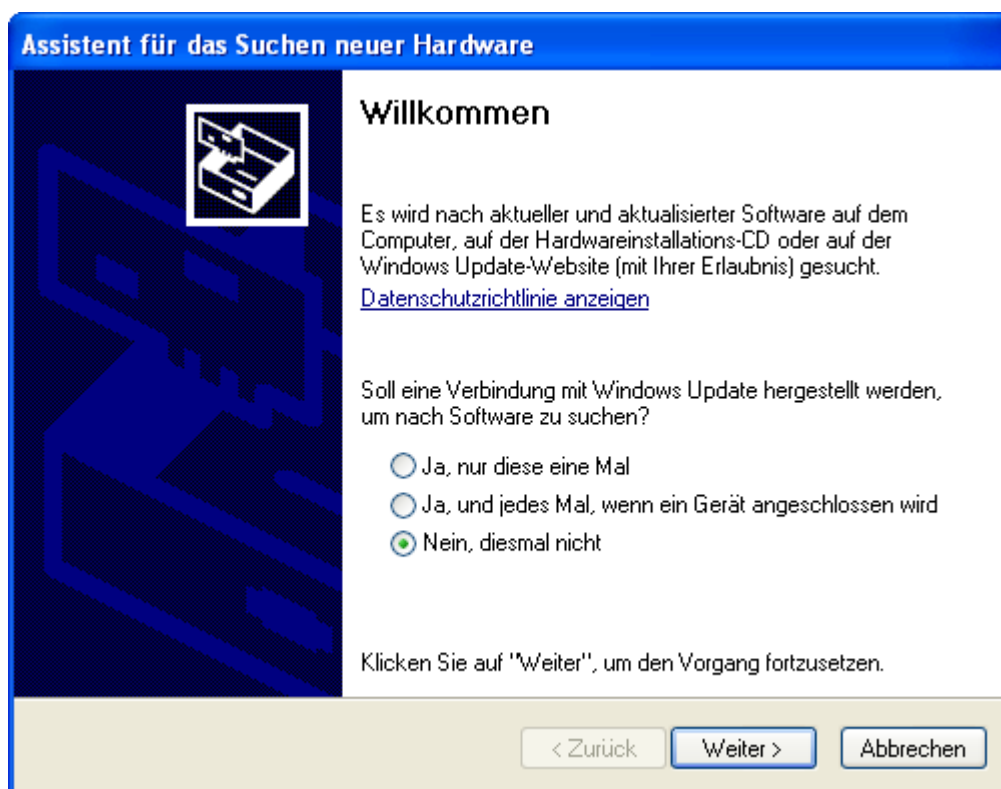 Assistent für das Suchen neuer Hardware
Willkommen
Es wird nach aktueller und aktualisierter Software auf dem
Computer, auf der Hardwareinstallations-CD oder auf der
Windows Update-Website (mit Ihrer Erlaubnis) gesucht.
Datenschutzrichtlinie anzeigen
Soll eine Verbindung mit Windows Update hergestellt werden,
um nach Software zu suchen?
Ja, nur diese eine Mal
Ja, und jedes Mal, wenn ein Gerät angeschlossen wird
Nein, diesmal nicht
Klicken Sie auf "Weiter", um den Vorgang fortzusetzen.
< Zurück Weiter > Abbrechen